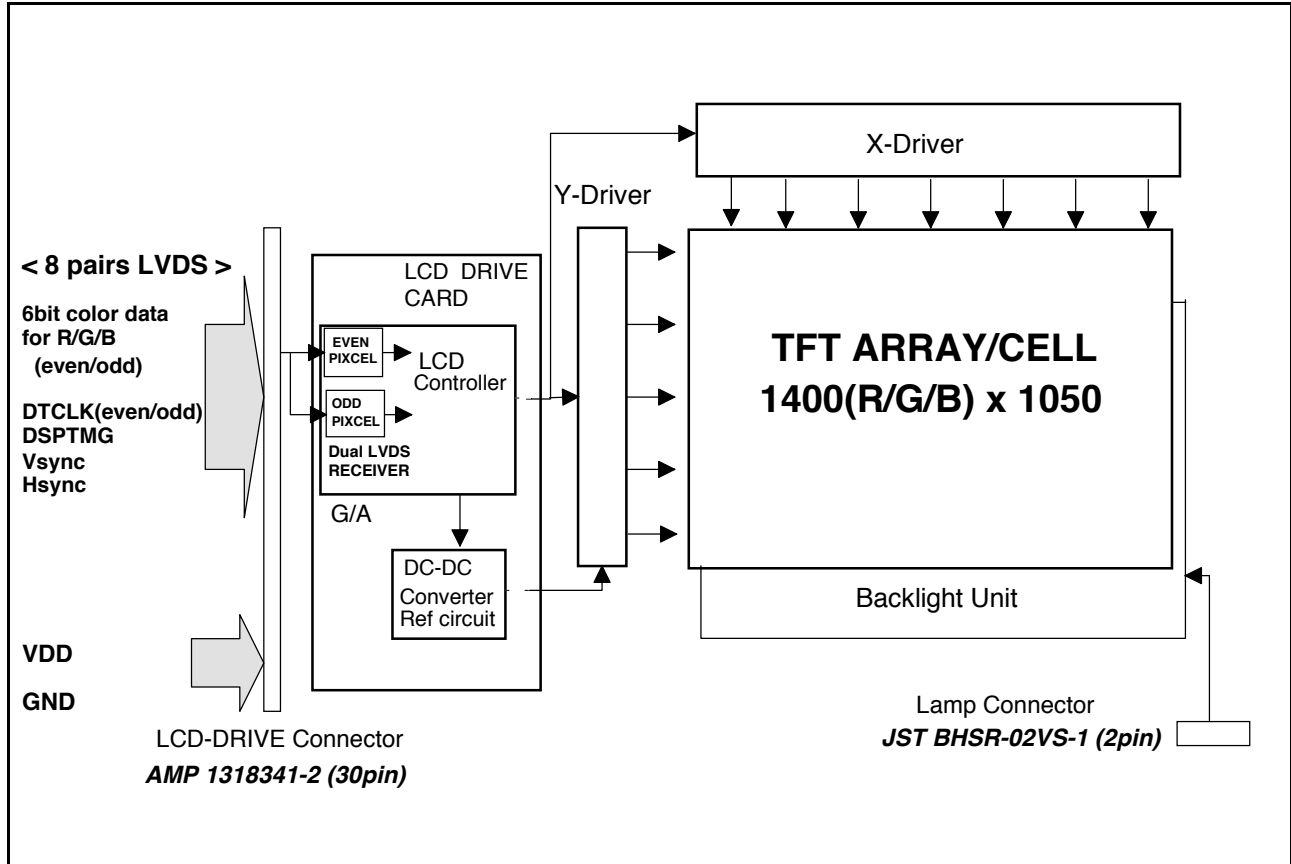 X-Driver
Y-Driver
< 8 pairs LVDS >
6bit color data
for R/G/B
(even/odd)
DTCLK(even/odd)
DSPTMG
Vsync
Hsync
LCD DRIVE
CARD
EVEN
PIXCEL
LCD
Controller
ODD
PIXCEL
Dual LVDS
RECEIVER
G/A
DC-DC
Converter
Ref circuit
TFT ARRAY/CELL
1400(R/G/B) x 1050
Backlight Unit
VDD
GND
LCD-DRIVE Connector
AMP 1318341-2 (30pin)
Lamp Connector
JST BHSR-02VS-1 (2pin)